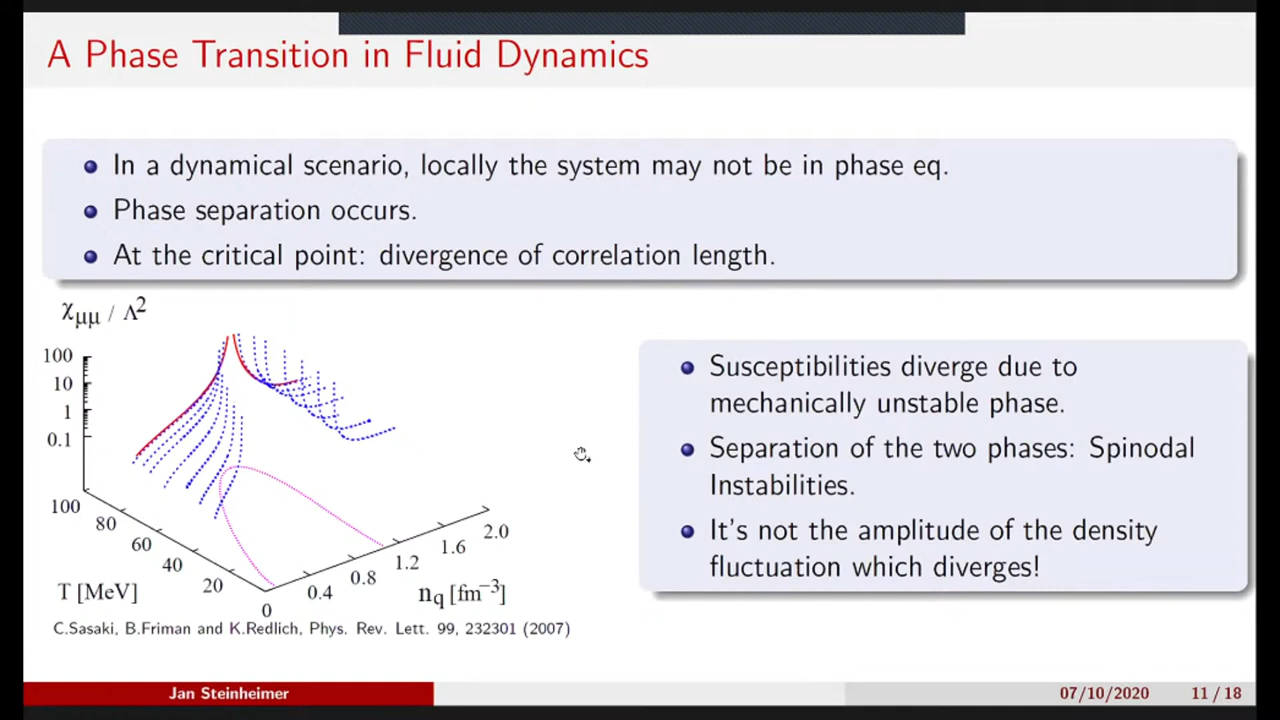 A Phase Transition in Fluid Dynamics
In a dynamical scenario, locally the system may not be in phase eq.
Phase separation occurs.
At the critical point: divergence of correlation length.
χμμ / Λ²
100
10
1
0.1
100
80
60
40
20
0
0.4
0.8
1.2
1.6
2.0
T [MeV]
nq [fm⁻³]
C.Sasaki, B.Friman and K.Redlich, Phys. Rev. Lett. 99, 232301 (2007)
Susceptibilities diverge due to
mechanically unstable phase.
Separation of the two phases: Spinodal
Instabilities.
It's not the amplitude of the density
fluctuation which diverges!
Jan Steinheimer
07/10/2020
11 / 18